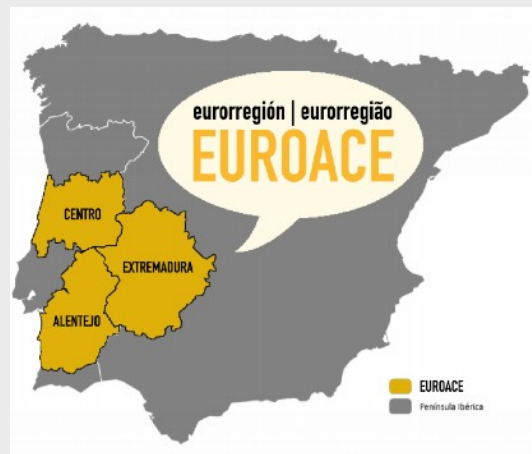 eurorregión | eurorregião
EUROACE
CENTRO
EXTREMADURA
ALENTEJO
EUROACE
Península Ibérica